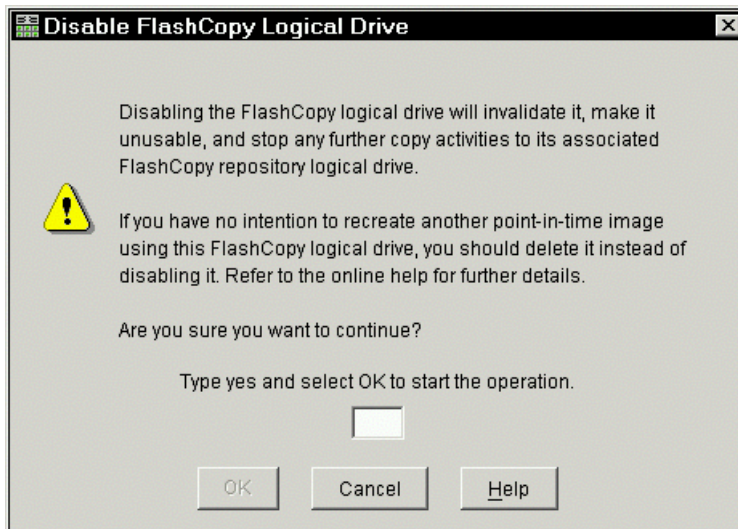 Disable FlashCopy Logical Drive
Disabling the FlashCopy logical drive will invalidate it, make it
unusable, and stop any further copy activities to its associated
FlashCopy repository logical drive.
If you have no intention to recreate another point-in-time image
using this FlashCopy logical drive, you should delete it instead of
disabling it. Refer to the online help for further details.
Are you sure you want to continue?
Type yes and select OK to start the operation.
OK Cancel Help